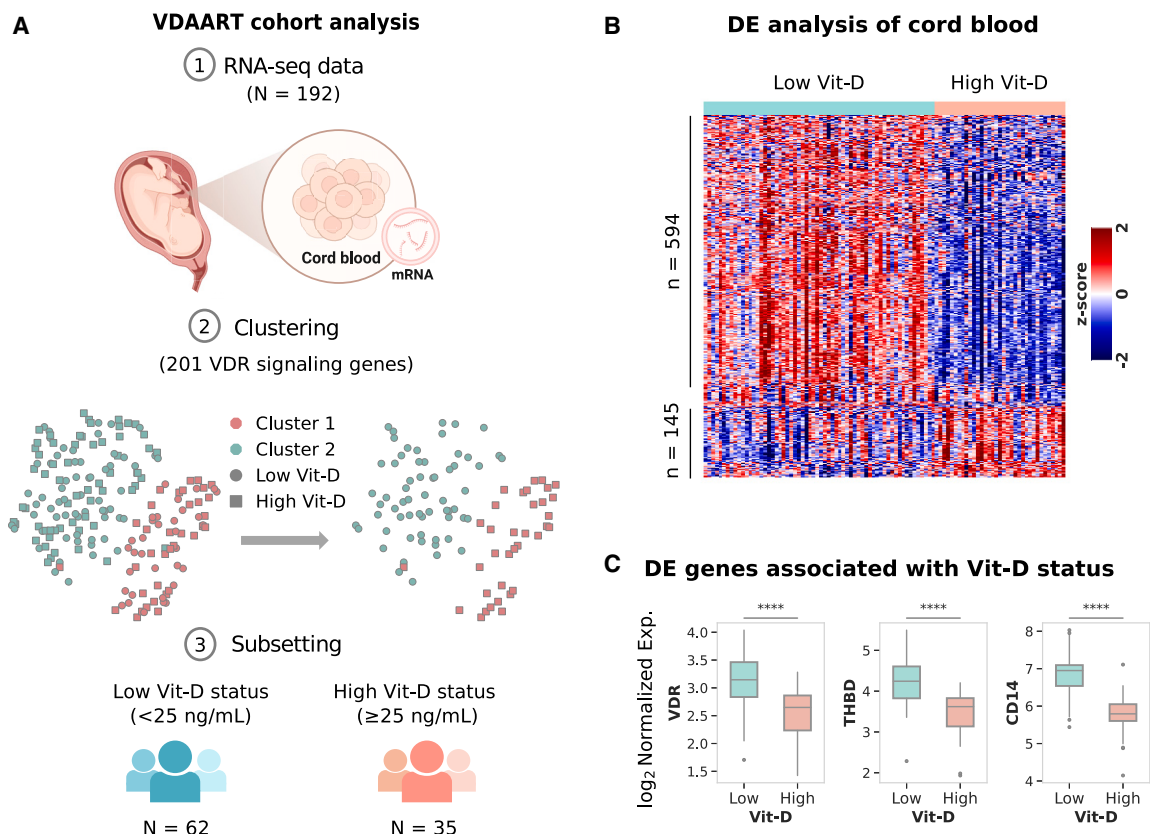 A
VDAART cohort analysis
1 RNA-seq data
(N = 192)
Cord blood
mRNA
2 Clustering
(201 VDR signaling genes)
Cluster 1
Cluster 2
Low Vit-D
High Vit-D
3 Subsetting
Low Vit-D status
(<25 ng/mL)
High Vit-D status
(≥25 ng/mL)
N = 62
N = 35
B
DE analysis of cord blood
Low Vit-D
High Vit-D
n = 594
n = 145
z-score
2
0
-2
C
DE genes associated with Vit-D status
log₂ Normalized Exp.
VDR
****
4.0
3.5
3.0
2.5
2.0
1.5
Low
High
Vit-D
THBD
****
5
4
3
2
Low
High
Vit-D
CD14
****
8
7
6
5
4
Low
High
Vit-D